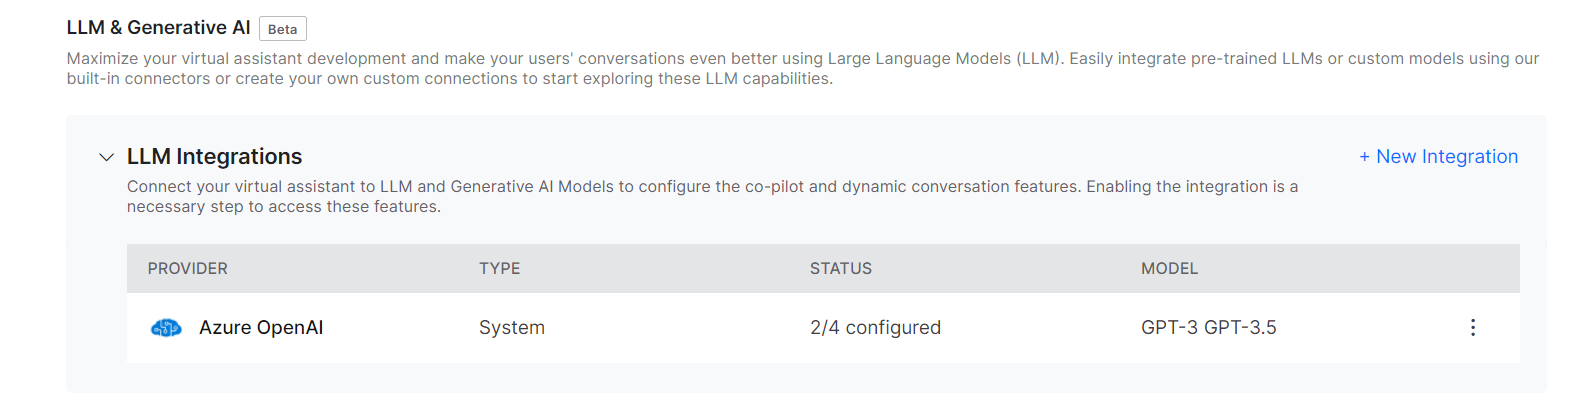 LLM & Generative AI Beta
Maximize your virtual assistant development and make your users' conversations even better using Large Language Models (LLM). Easily integrate pre-trained LLMs or custom models using our
built-in connectors or create your own custom connections to start exploring these LLM capabilities.
LLM Integrations + New Integration
Connect your virtual assistant to LLM and Generative AI Models to configure the co-pilot and dynamic conversation features. Enabling the integration is a
necessary step to access these features.
PROVIDER TYPE STATUS MODEL
Azure OpenAI System 2/4 configured GPT-3 GPT-3.5